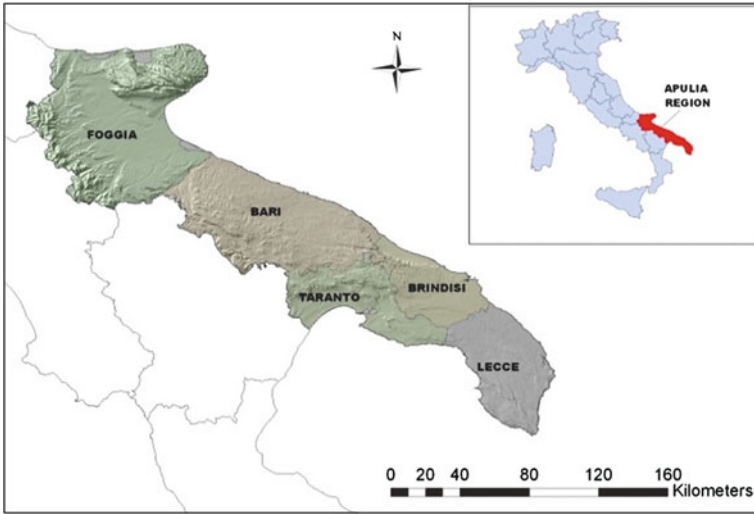 N
APULIA
REGION
FOGGIA
BARI
TARANTO
BRINDISI
LECCE
0 20 40 80 120 160
Kilometers